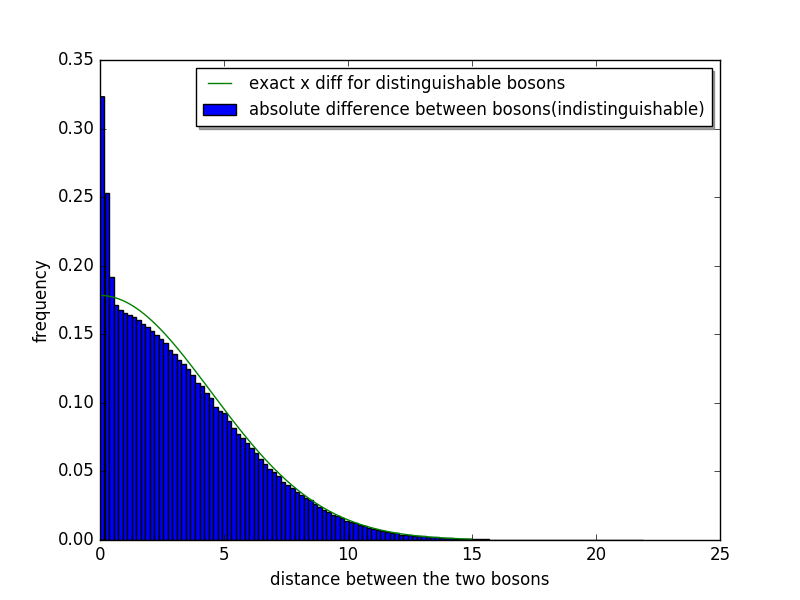 exact x diff for distinguishable bosons
absolute difference between bosons(indistinguishable)
0.35
0.30
0.25
0.20
0.15
0.10
0.05
0.00
frequency
0 5 10 15 20 25
distance between the two bosons